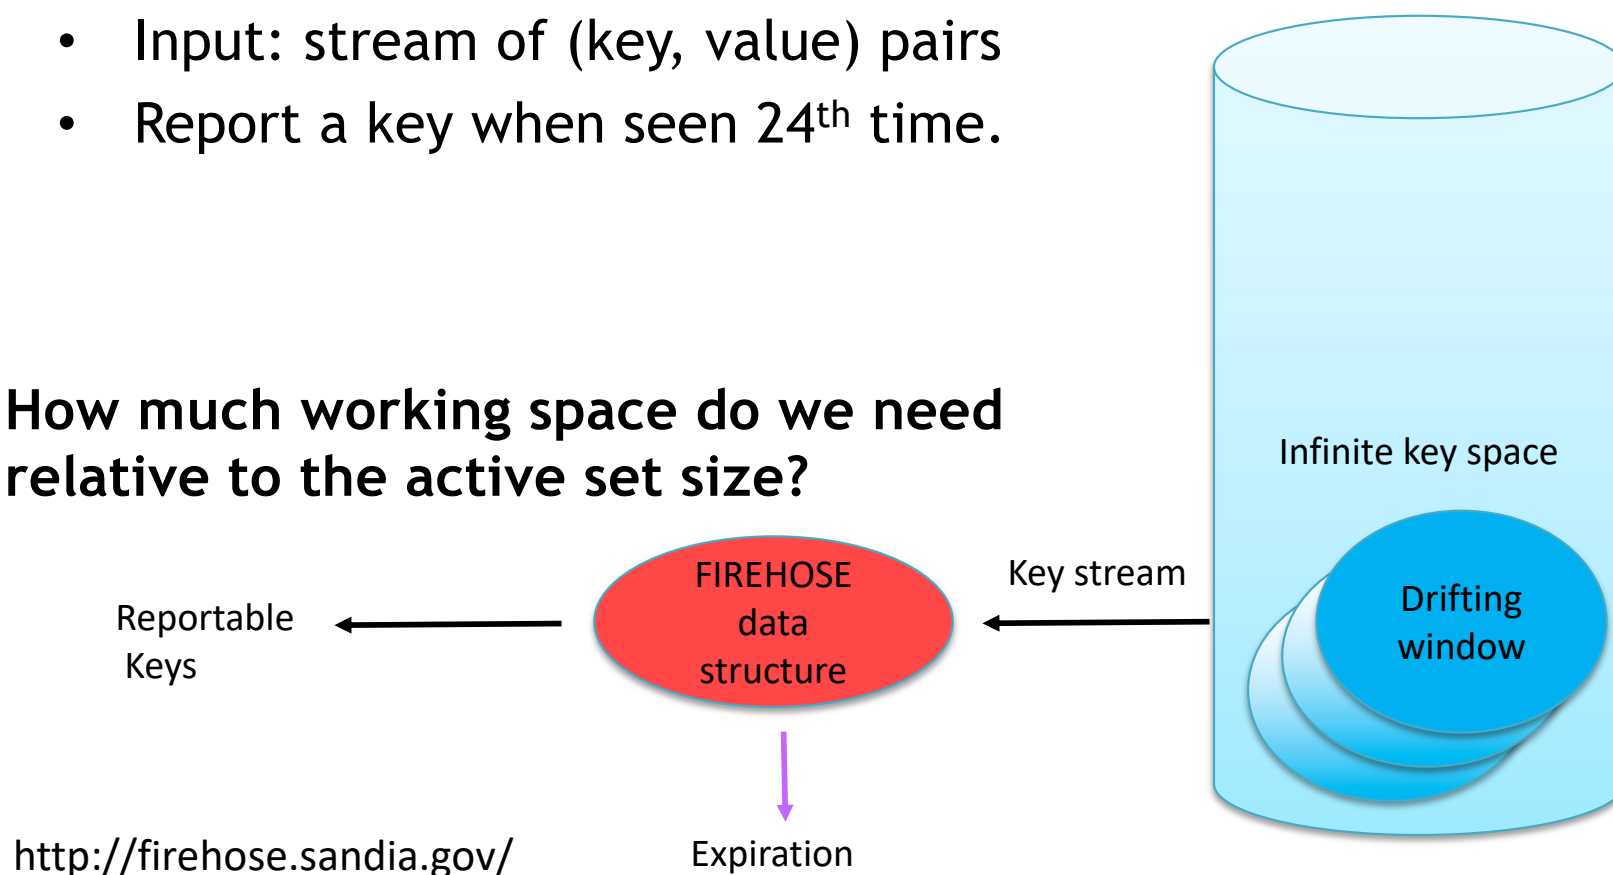 • Input: stream of (key, value) pairs
• Report a key when seen 24th time.
How much working space do we need
relative to the active set size?
Infinite key space
FIREHOSE
data
structure
Key stream
Drifting
window
Reportable
Keys
Expiration
http://firehose.sandia.gov/